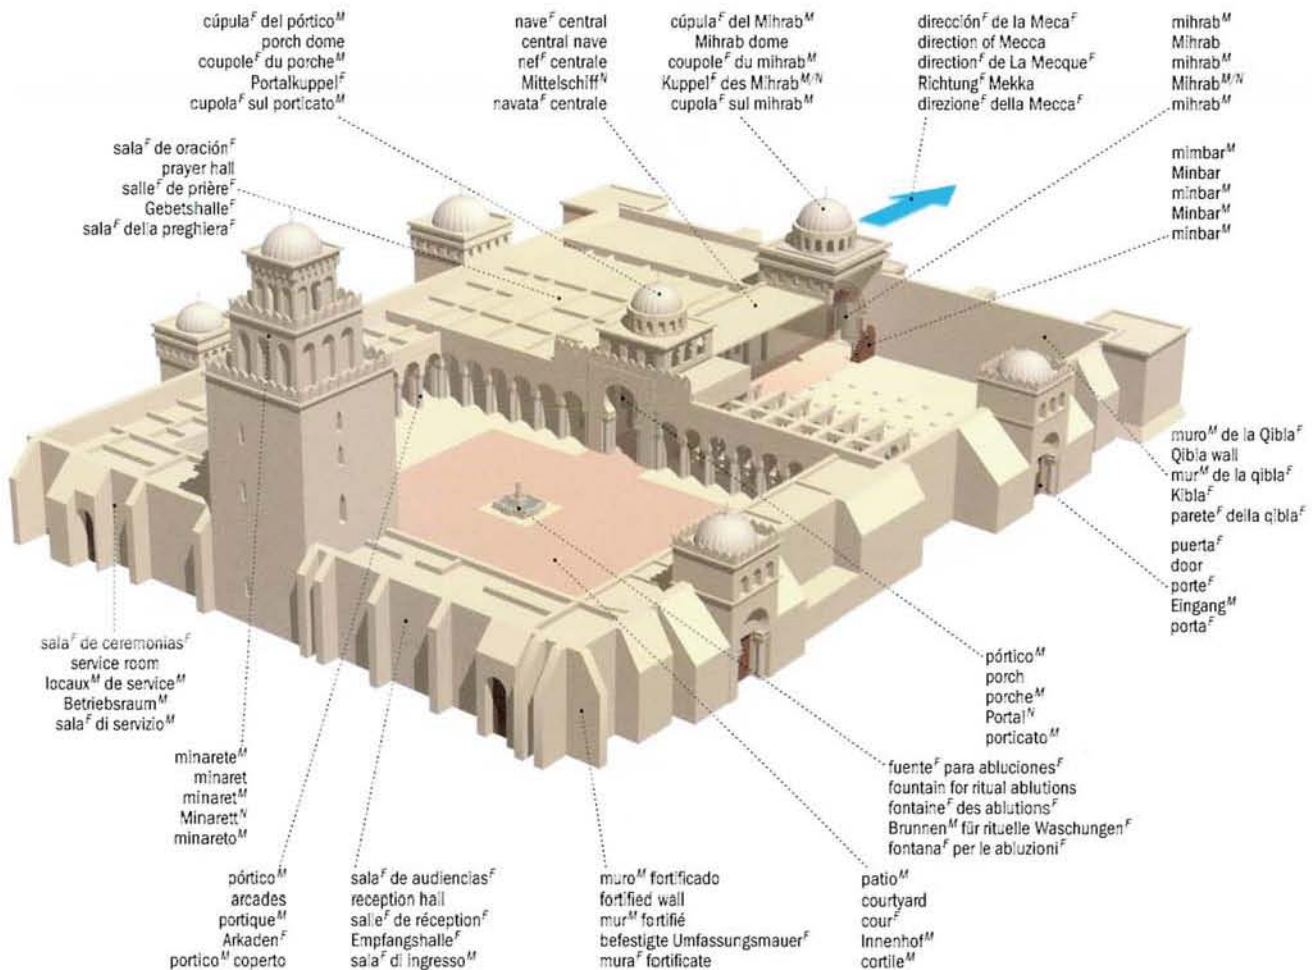 cúpula^F del pórtico^M
porch dome
coupole^F du porche^M
Portalkuppel^F
cupola^F sul porticato^M
nave^F central
central nave
nef^F centrale
Mittelschiff^N
navata^F centrale
cúpula^F del Mihrab^M
Mihrab dome
coupole^F du mihrab^M
Kuppel^F des Mihrab^M/N
cupola^F sul mihrab^M
dirección^F de la Meca^F
direction of Mecca
direction^F de La Mecque^F
Richtung^F Mekka
direzione^F della Mecca^F
mihrab^M
Mihrab
mihrab^M
Mihrab^M/N
mihrab^M
sala^F de oración^F
prayer hall
salle^F de prière^F
Gebetshalle^F
sala^F della preghiera^F
mimbar^M
Minbar
minbar^M
Minbar^M
minbar^M
muro^M de la Qibla^F
Qibla wall
mur^M de la qibla^F
Kibla^F
parete^F della qibla^F
puerta^F
door
porte^F
Eingang^M
porta^F
sala^F de ceremonias^F
service room
locaux^M de service^M
Betriebsraum^M
sala^F di servizio^M
pórtico^M
porch
porche^M
Portal^N
porticato^M
minarete^M
minaret
minaret^M
Minarett^N
minareto^M
fuente^F para abluciones^F
fountain for ritual ablutions
fontaine^F des ablutions^F
Brunnen^M für rituelle Waschungen^F
fontana^F per le abluzioni^F
pórtico^M
arcades
portique^M
Arkaden^F
portico^M coperto
sala^F de audiencias^F
reception hall
salle^F de réception^F
Empfangshalle^F
sala^F di ingresso^M
muro^M fortificado
fortified wall
mur^M fortifié
befestigte Umfassungsmauer^F
mura^F fortificate
patio^M
courtyard
cour^F
Innenhof^M
cortile^M